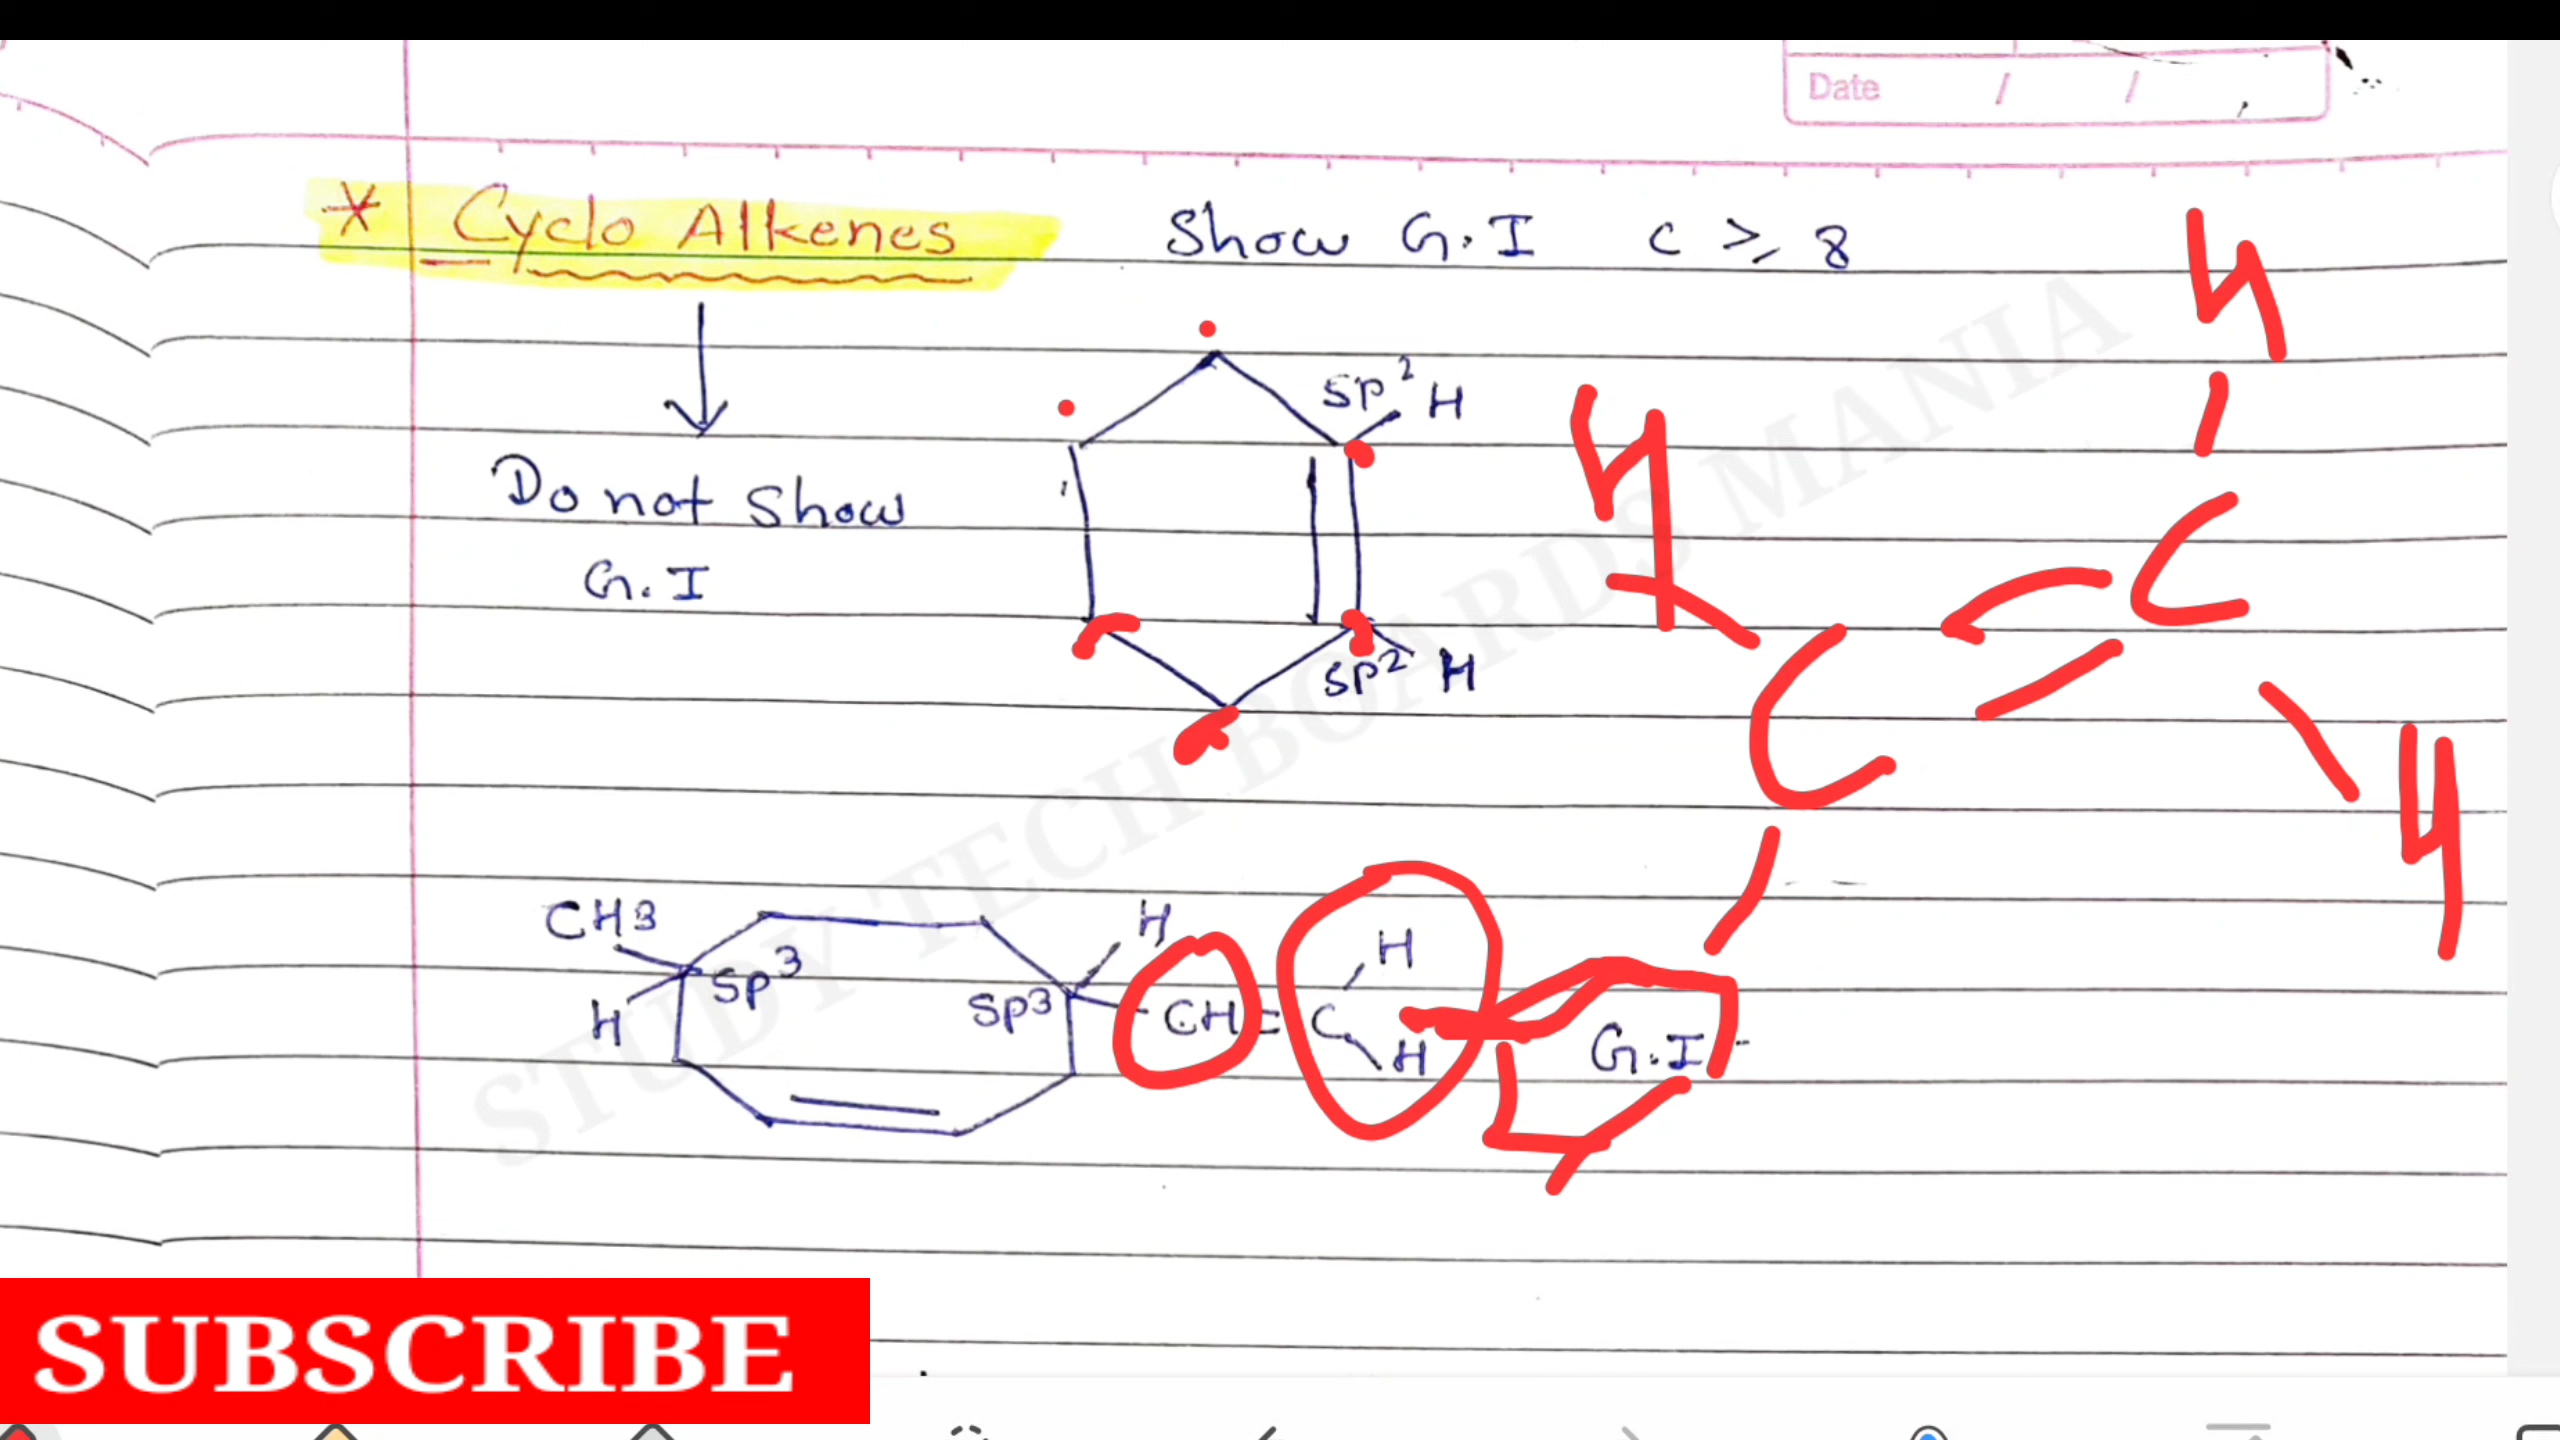 Date / /
* Cyclo Alkenes Show G.I C ≥ 8
Do not Show
G.I
SP² H
SP² H
H
H
C = C
H
CH3
H
SP3
H
SP3
CH = C
H
H
G.I
STUDY TECH BOARDS MANIA
SUBSCRIBE